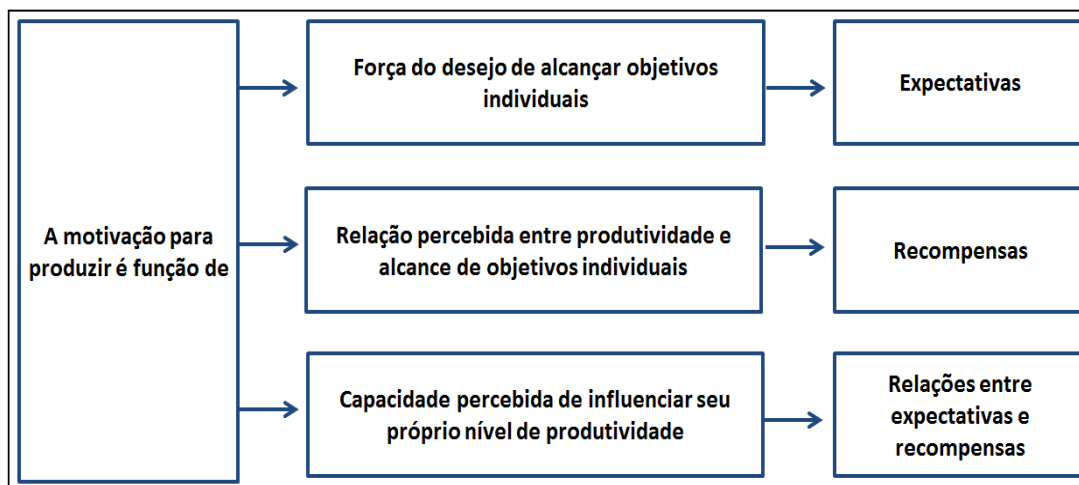 A motivação para
produzir é função de
Força do desejo de alcançar objetivos
individuais
Expectativas
Relação percebida entre produtividade e
alcance de objetivos individuais
Recompensas
Capacidade percebida de influenciar seu
próprio nível de produtividade
Relações entre
expectativas e
recompensas